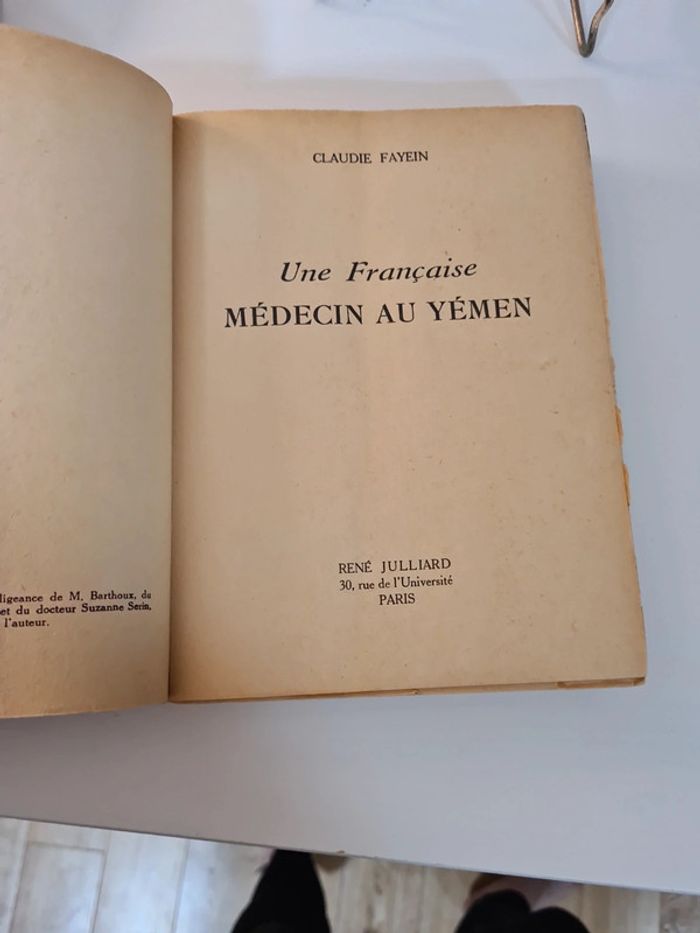 CLAUDIE FAYEIN
Une Française
MÉDECIN AU YÉMEN
RENÉ JULLIARD
30, rue de l'Université
PARIS
ligeance de M. Barthoux, du
et du docteur Suzanne Serin,
l'auteur.